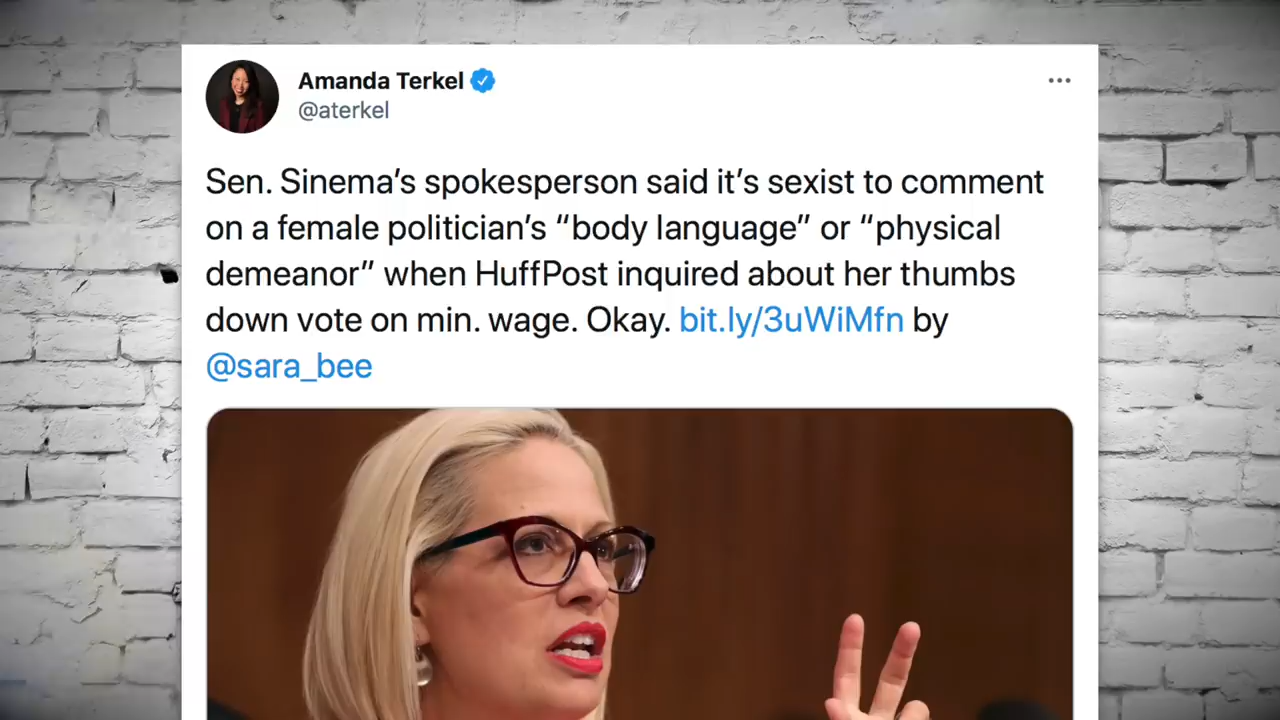 Amanda Terkel
@aterkel
Sen. Sinema’s spokesperson said it’s sexist to comment
on a female politician’s “body language” or “physical
demeanor” when HuffPost inquired about her thumbs
down vote on min. wage. Okay. bit.ly/3uWiMfn by
@sara_bee